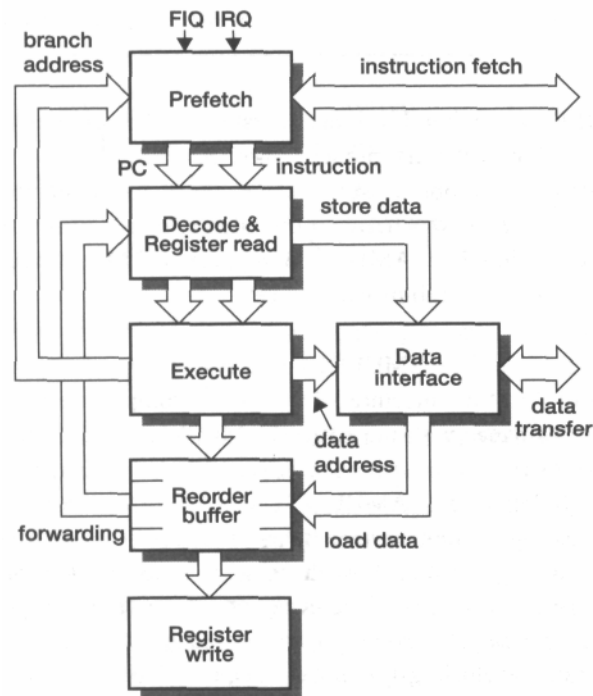 FIQ IRQ
branch
address
Prefetch
instruction fetch
PC
instruction
Decode &
Register read
store data
Execute
Data
interface
data
transfer
data
address
Reorder
buffer
forwarding
load data
Register
write